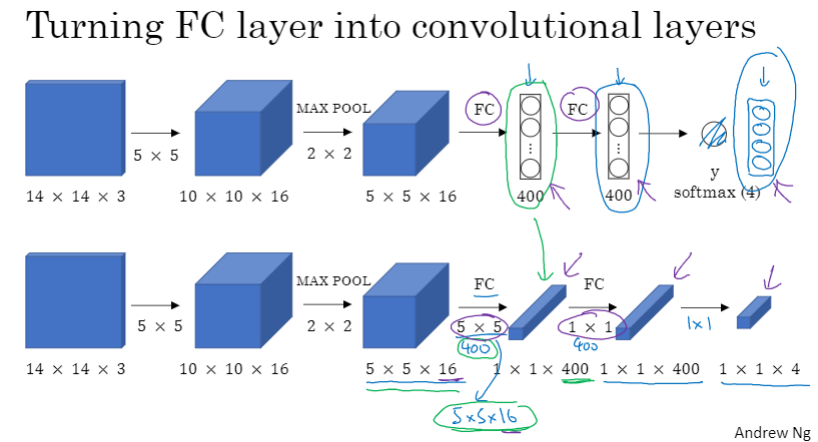 Turning FC layer into convolutional layers
MAX POOL FC FC
5 × 5 2 × 2
y
14 × 14 × 3 10 × 10 × 16 5 × 5 × 16 400 400 softmax (4)
MAX POOL FC FC
5 × 5 2 × 2 5 × 5 1 × 1 1×1
400 400
14 × 14 × 3 10 × 10 × 16 5 × 5 × 16 1 × 1 × 400 1 × 1 × 400 1 × 1 × 4
5×5×16
Andrew Ng